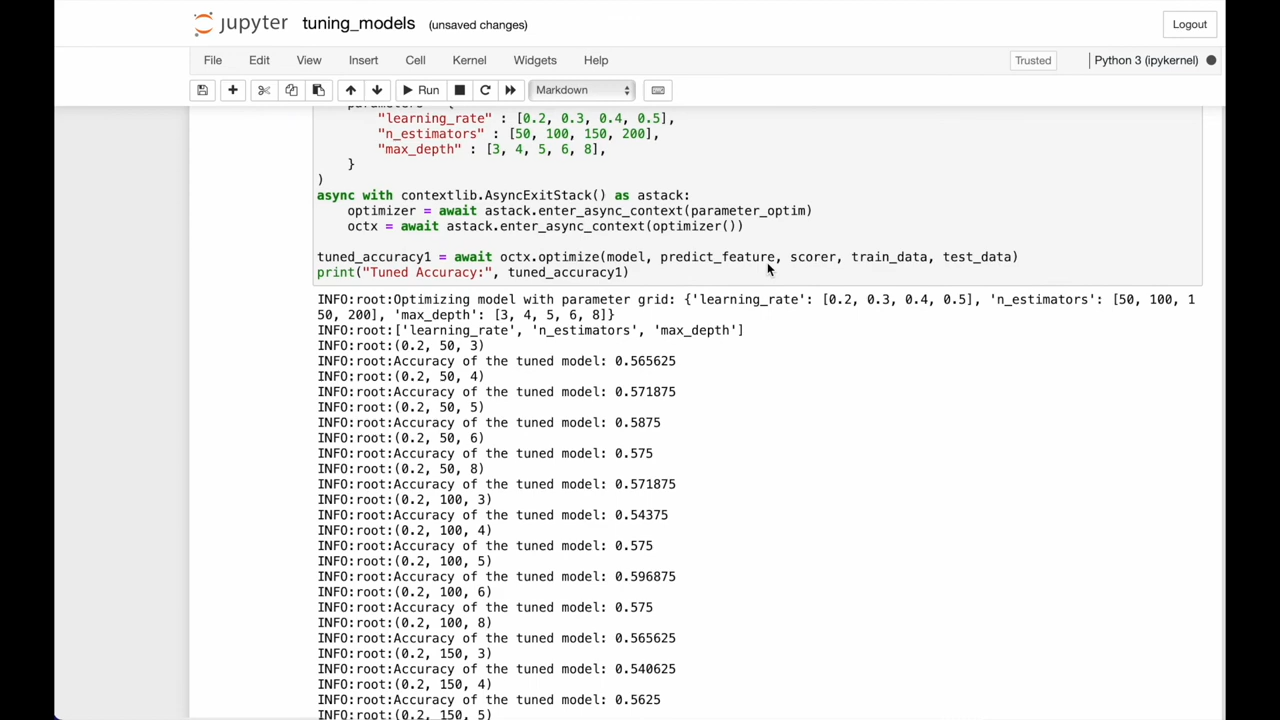 jupyter tuning_models (unsaved changes) Logout
File Edit View Insert Cell Kernel Widgets Help Trusted Python 3 (ipykernel)
Run Markdown
"learning_rate" : [0.2, 0.3, 0.4, 0.5],
"n_estimators" : [50, 100, 150, 200],
"max_depth" : [3, 4, 5, 6, 8],
}
)
async with contextlib.AsyncExitStack() as astack:
optimizer = await astack.enter_async_context(parameter_optim)
octx = await astack.enter_async_context(optimizer())
tuned_accuracy1 = await octx.optimize(model, predict_feature, scorer, train_data, test_data)
print("Tuned Accuracy:", tuned_accuracy1)
INFO:root:Optimizing model with parameter grid: {'learning_rate': [0.2, 0.3, 0.4, 0.5], 'n_estimators': [50, 100, 1
50, 200], 'max_depth': [3, 4, 5, 6, 8]}
INFO:root:['learning_rate', 'n_estimators', 'max_depth']
INFO:root:(0.2, 50, 3)
INFO:root:Accuracy of the tuned model: 0.565625
INFO:root:(0.2, 50, 4)
INFO:root:Accuracy of the tuned model: 0.571875
INFO:root:(0.2, 50, 5)
INFO:root:Accuracy of the tuned model: 0.5875
INFO:root:(0.2, 50, 6)
INFO:root:Accuracy of the tuned model: 0.575
INFO:root:(0.2, 50, 8)
INFO:root:Accuracy of the tuned model: 0.571875
INFO:root:(0.2, 100, 3)
INFO:root:Accuracy of the tuned model: 0.54375
INFO:root:(0.2, 100, 4)
INFO:root:Accuracy of the tuned model: 0.575
INFO:root:(0.2, 100, 5)
INFO:root:Accuracy of the tuned model: 0.596875
INFO:root:(0.2, 100, 6)
INFO:root:Accuracy of the tuned model: 0.575
INFO:root:(0.2, 100, 8)
INFO:root:Accuracy of the tuned model: 0.565625
INFO:root:(0.2, 150, 3)
INFO:root:Accuracy of the tuned model: 0.540625
INFO:root:(0.2, 150, 4)
INFO:root:Accuracy of the tuned model: 0.5625
INFO:root:(0.2, 150, 5)